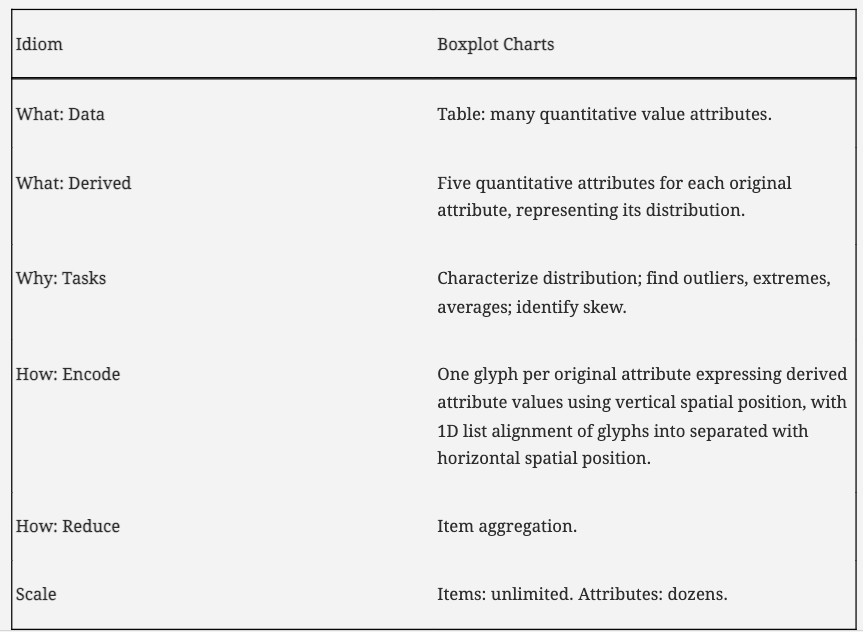 Idiom Boxplot Charts
What: Data Table: many quantitative value attributes.
What: Derived Five quantitative attributes for each original
attribute, representing its distribution.
Why: Tasks Characterize distribution; find outliers, extremes,
averages; identify skew.
How: Encode One glyph per original attribute expressing derived
attribute values using vertical spatial position, with
1D list alignment of glyphs into separated with
horizontal spatial position.
How: Reduce Item aggregation.
Scale Items: unlimited. Attributes: dozens.